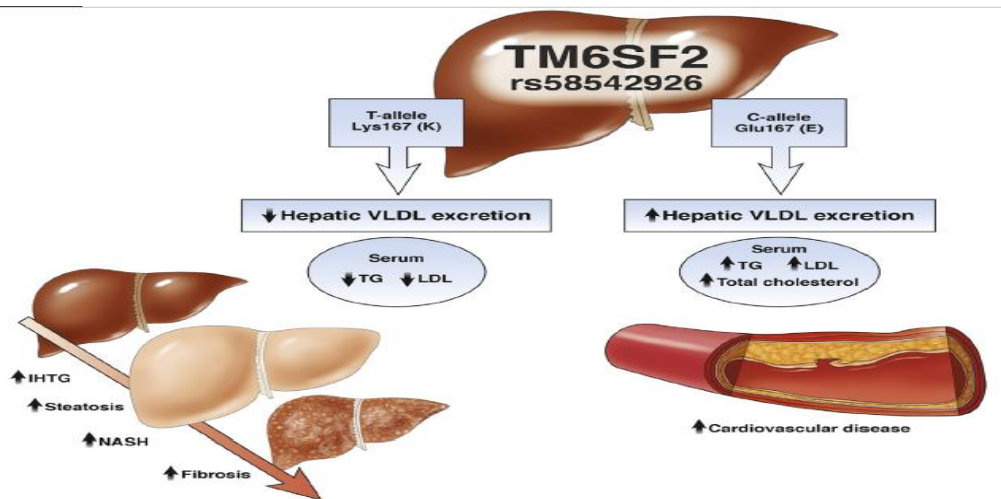 TM6SF2
rs58542926
T-allele
Lys167 (K)
C-allele
Glu167 (E)
🡇Hepatic VLDL excretion
🡅Hepatic VLDL excretion
Serum
🡇TG 🡇LDL
Serum
🡅TG 🡅LDL
🡅Total cholesterol
🡅IHTG
🡅Steatosis
🡅NASH
🡅Fibrosis
🡅Cardiovascular disease